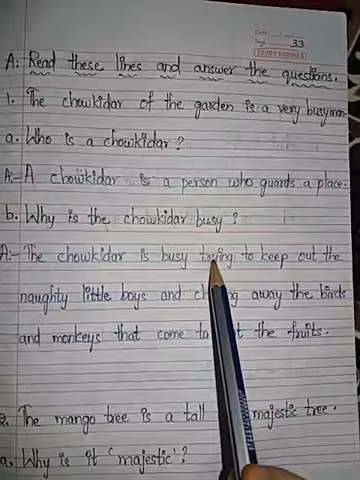 33
A: Read these lines and answer the questions.
1. The chowkidar of the garden is a very busyman
a. Who is a chowkidar?
A:- A chowkidar is a person who guards a place-
b. Why is the chowkidar busy?
A:- The chowkidar is busy trying to keep out the
naughty little boys and away the birds
and monkeys that come to the fruits.
2. The mango tree is a tall majestic tree.
a. Why is it 'majestic'?